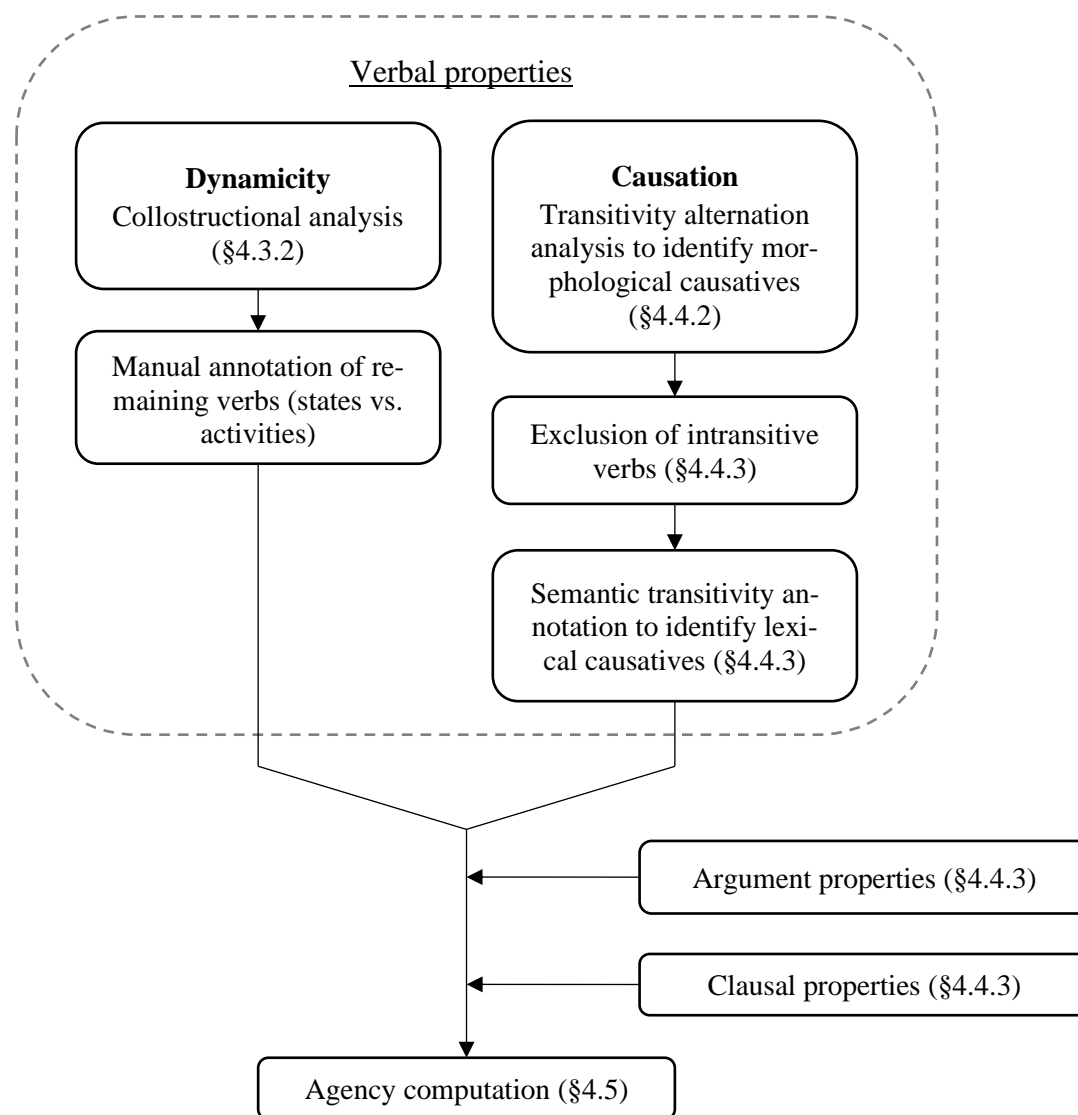 Verbal properties
Dynamicity
Collostructional analysis
(§4.3.2)
Manual annotation of re-
maining verbs (states vs.
activities)
Causation
Transitivity alternation
analysis to identify mor-
phological causatives
(§4.4.2)
Exclusion of intransitive
verbs (§4.4.3)
Semantic transitivity an-
notation to identify lexi-
cal causatives (§4.4.3)
Argument properties (§4.4.3)
Clausal properties (§4.4.3)
Agency computation (§4.5)